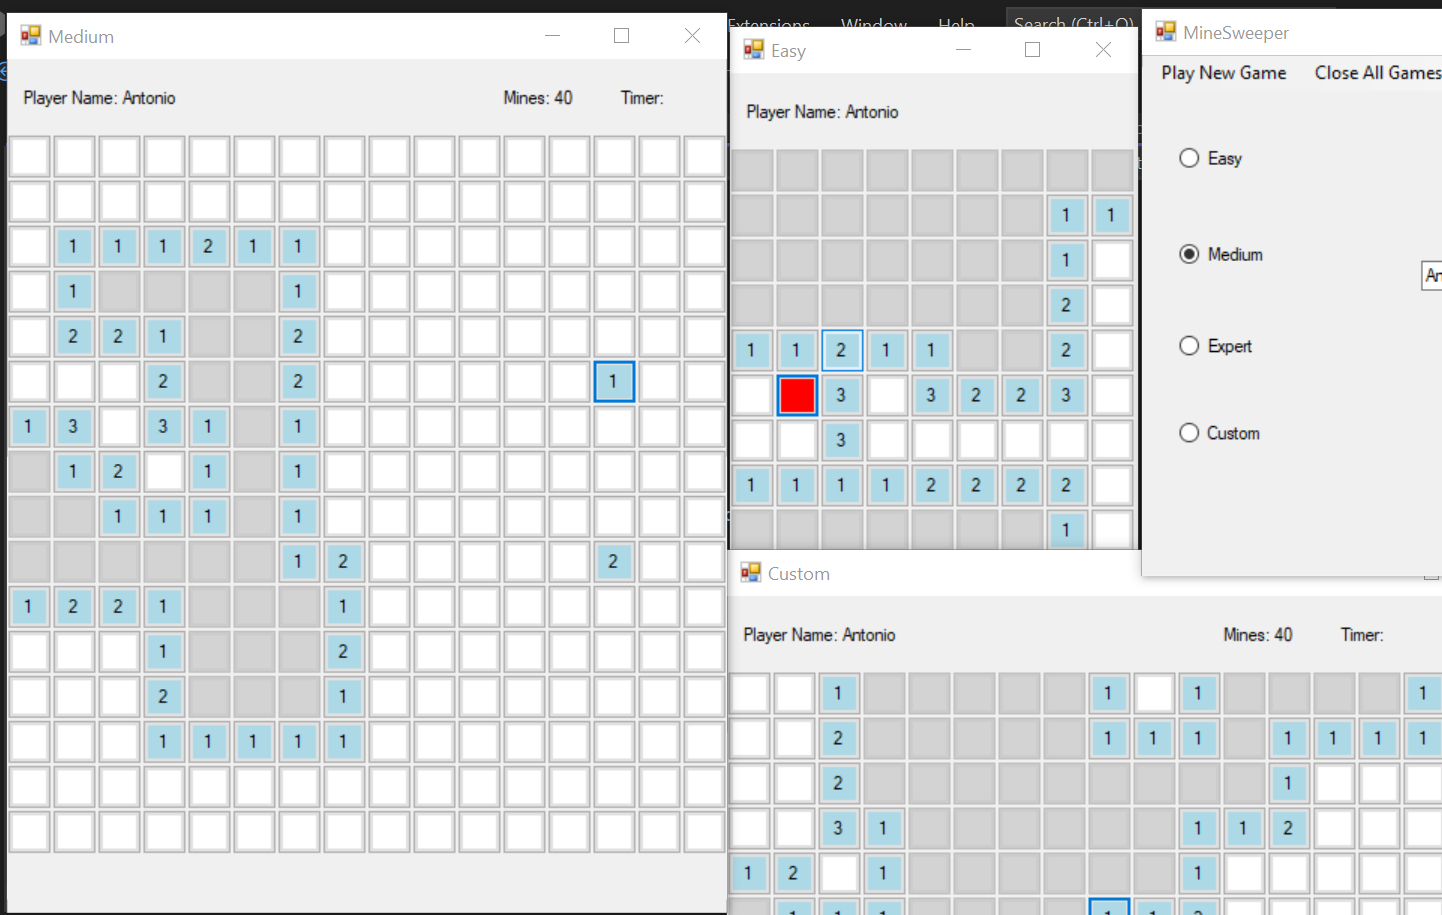 Extensions Window Help Search (Ctrl+Q)
Medium
Player Name: Antonio Mines: 40 Timer:
1 1 1 2 1 1
1 1
2 2 1 2
2 2 1
1 3 3 1 1
1 2 1 1
1 1 1 1
1 2 2
1 2 2 1 1
1 2
2 1
1 1 1 1 1
Easy
Player Name: Antonio
1 1
1
2
1 1 2 1 1 2
3 3 2 2 3
3
1 1 1 1 2 2 2 2
1
MineSweeper
Play New Game Close All Games
Easy
Medium
Expert
Custom
Custom
Player Name: Antonio Mines: 40 Timer:
1 1 1 1
2 1 1 1 1 1 1 1
2 1
3 1 1 1 2
1 2 1 1